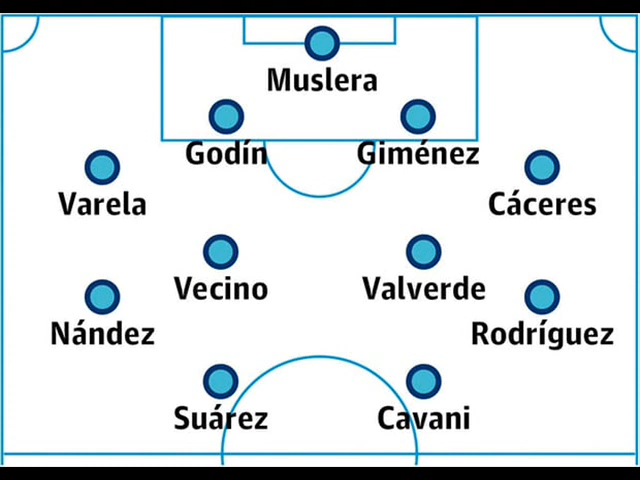 Muslera
Godín
Giménez
Varela
Cáceres
Vecino
Valverde
Nández
Rodríguez
Suárez
Cavani